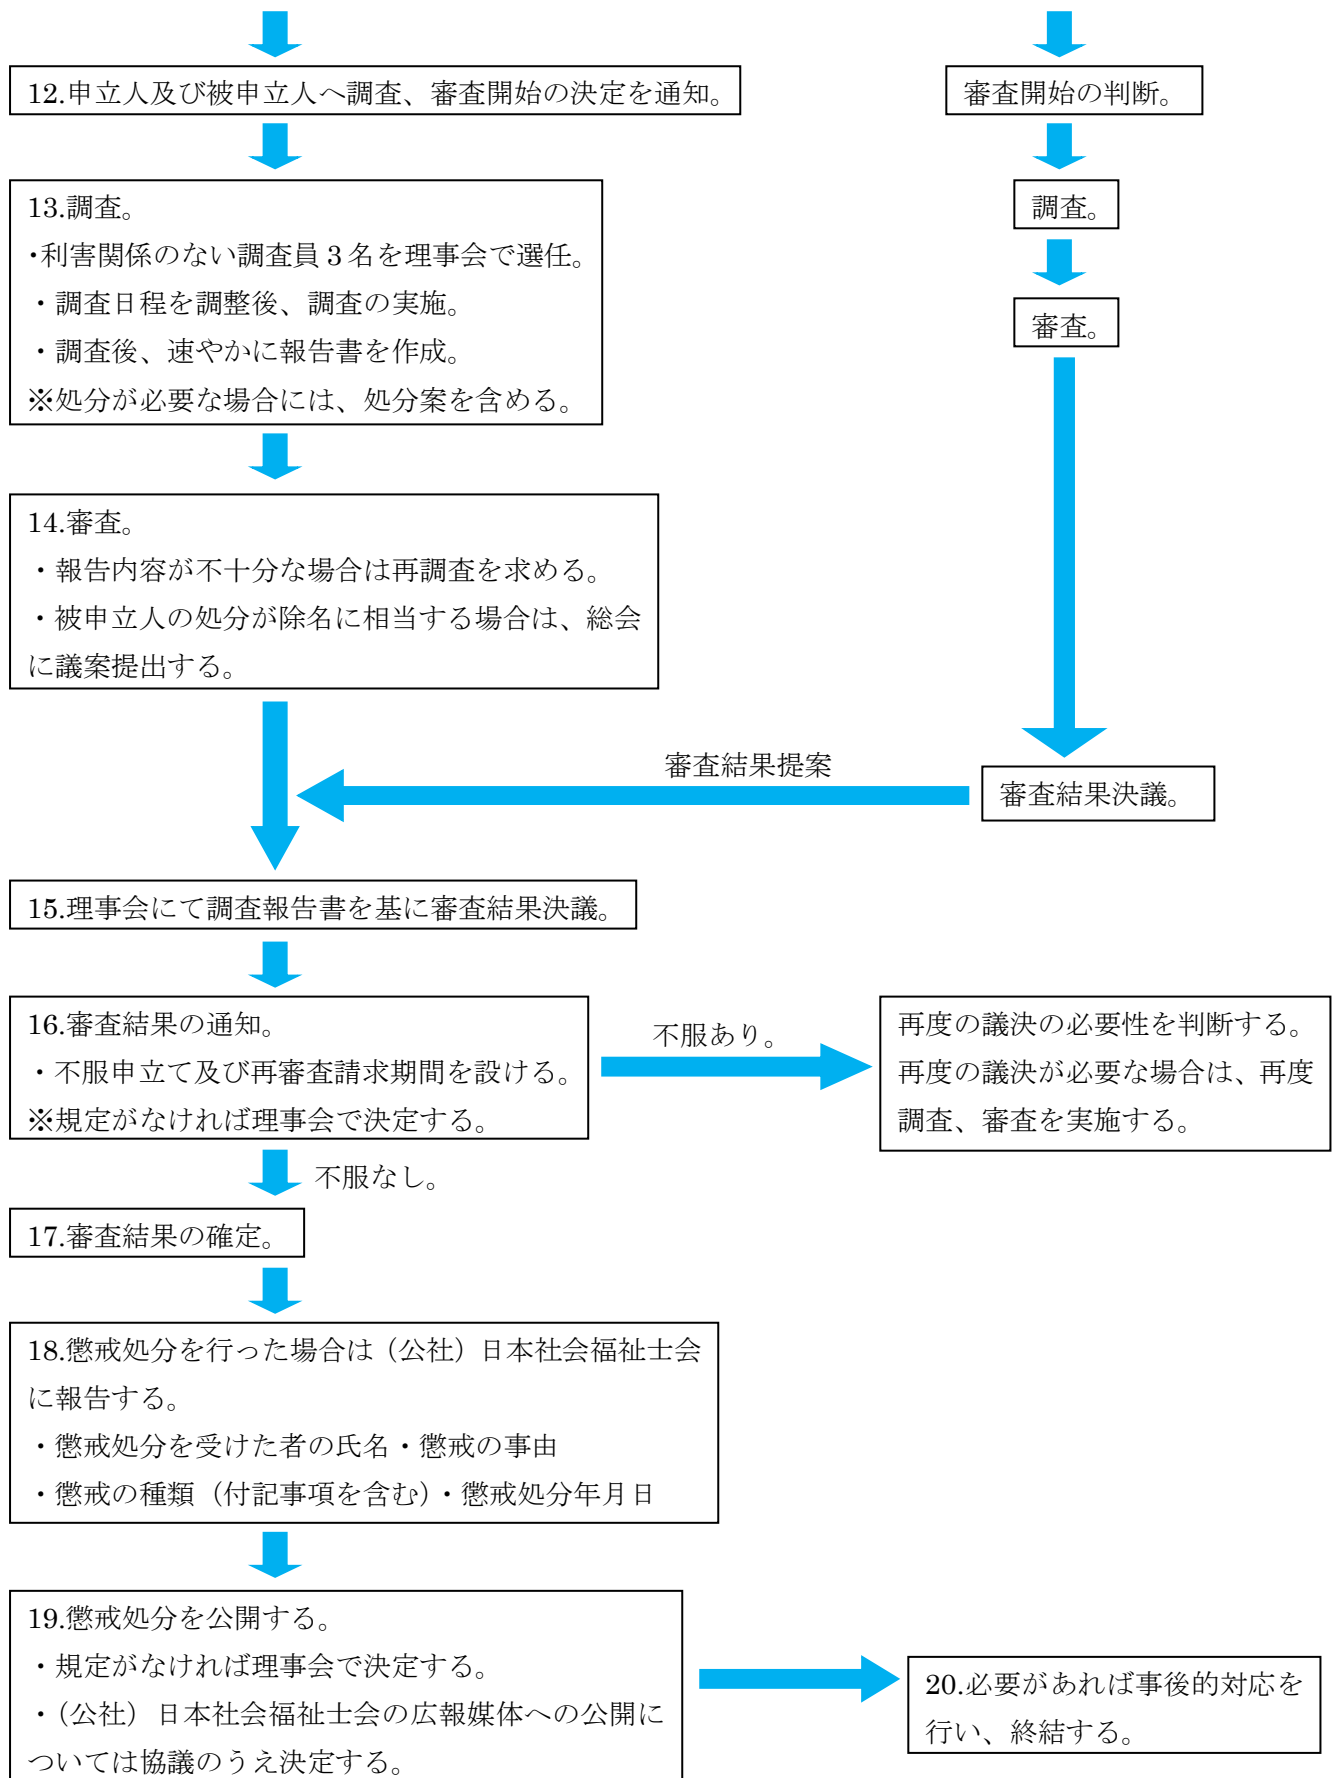 12.申立人及び被申立人へ調査、審査開始の決定を通知。
審査開始の判断。
13.調査。
・利害関係のない調査員3名を理事会で選任。
・調査日程を調整後、調査の実施。
・調査後、速やかに報告書を作成。
※処分が必要な場合には、処分案を含める。
調査。
審査。
14.審査。
・報告内容が不十分な場合は再調査を求める。
・被申立人の処分が除名に相当する場合は、総会
に議案提出する。
審査結果提案
審査結果決議。
15.理事会にて調査報告書を基に審査結果決議。
16.審査結果の通知。
・不服申立て及び再審査請求期間を設ける。
※規定がなければ理事会で決定する。
不服あり。
再度の議決の必要性を判断する。
再度の議決が必要な場合は、再度
調査、審査を実施する。
不服なし。
17.審査結果の確定。
18.懲戒処分を行った場合は（公社）日本社会福祉士会
に報告する。
・懲戒処分を受けた者の氏名・懲戒の事由
・懲戒の種類（付記事項を含む）・懲戒処分年月日
19.懲戒処分を公開する。
・規定がなければ理事会で決定する。
・（公社）日本社会福祉士会の広報媒体への公開に
ついては協議のうえ決定する。
20.必要があれば事後的対応を
行い、終結する。